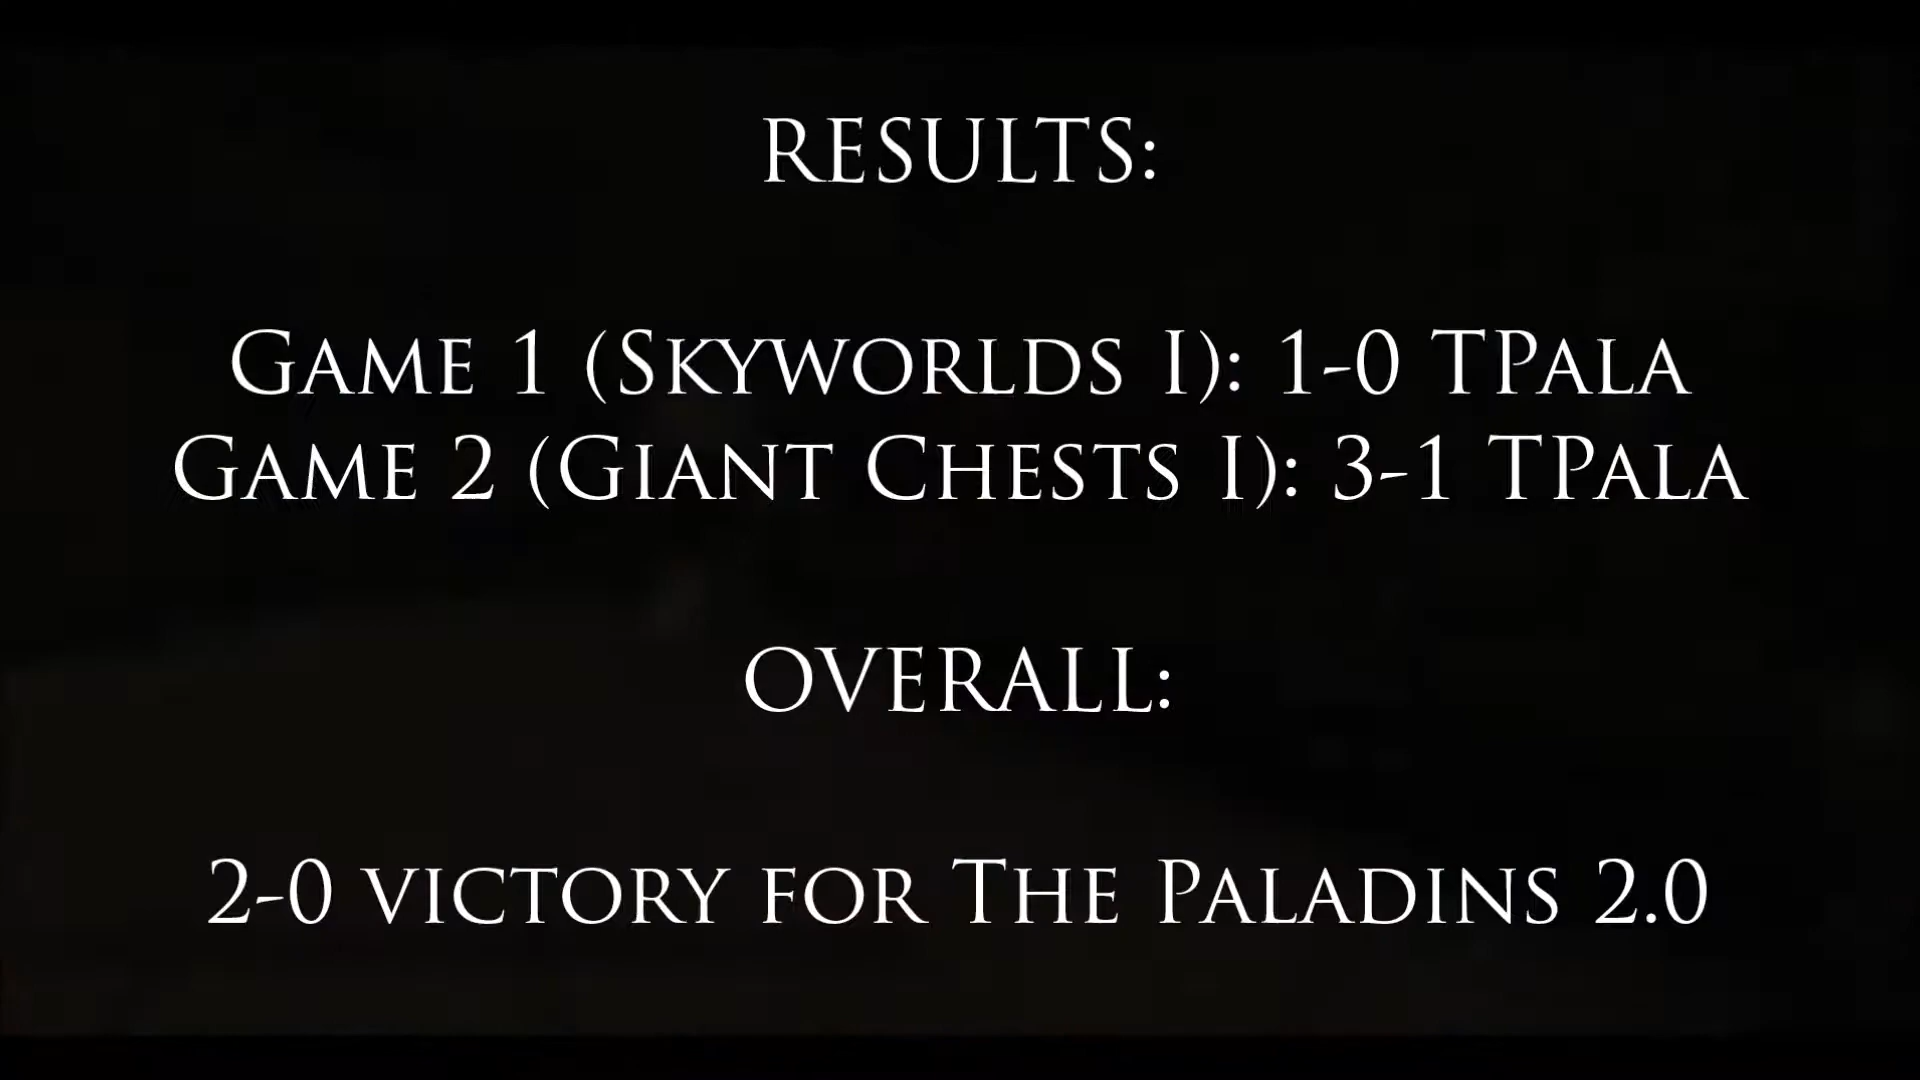 RESULTS:
Game 1 (Skyworlds I): 1-0 TPala
Game 2 (Giant Chests I): 3-1 TPala
OVERALL:
2-0 victory for The Paladins 2.0